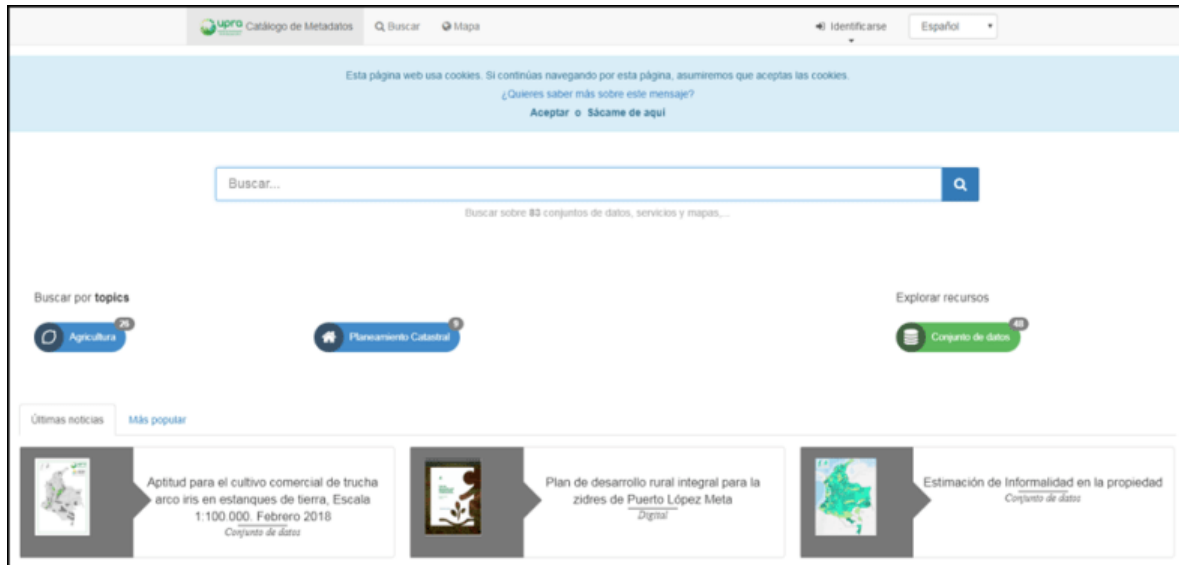 upra Catálogo de Metadatos Buscar Mapa Identificarse Español
Esta página web usa cookies. Si continúas navegando por esta página, asumiremos que aceptas las cookies.
¿Quieres saber más sobre este mensaje?
Aceptar o Sácame de aquí
Buscar...
Buscar sobre 83 conjuntos de datos, servicios y mapas,...
Buscar por topics
Explorar recursos
Agricultura 26
Planeamiento Catastral 9
Conjunto de datos 48
Últimas noticias Más popular
Aptitud para el cultivo comercial de trucha
arco iris en estanques de tierra, Escala
1:100.000. Febrero 2018
Conjunto de datos
Plan de desarrollo rural integral para la
zidres de Puerto López Meta
Digital
Estimación de Informalidad en la propiedad
Conjunto de datos